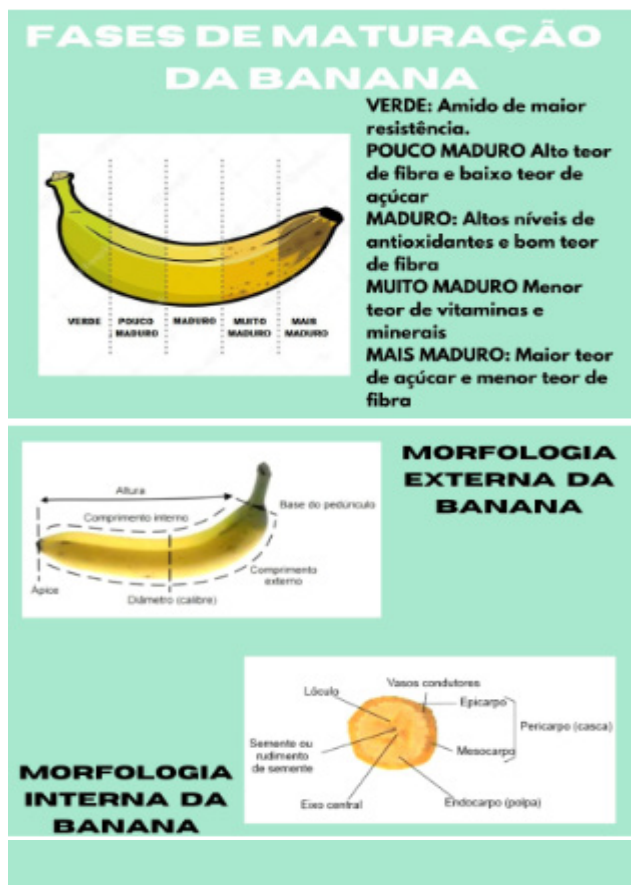 FASES DE MATURAÇÃO
DA BANANA
VERDE: Amido de maior
resistência.
POUCO MADURO Alto teor
de fibra e baixo teor de
açúcar
MADURO: Altos níveis de
antioxidantes e bom teor
de fibra
MUITO MADURO Menor
teor de vitaminas e
minerais
MAIS MADURO: Maior teor
de açúcar e menor teor de
fibra
VERDE
POUCO
MADURO
MADURO
MUITO
MADURO
MAIS
MADURO
MORFOLOGIA
EXTERNA DA
BANANA
Altura
Comprimento interno
Base do pedúnculo
Comprimento
externo
Ápice
Diâmetro (calibre)
Lóculo
Vasos condutores
Epicarpo
Pericarpo (casca)
Semente ou
rudimento
de semente
Mesocarpo
Eixo central
Endocarpo (polpa)
MORFOLOGIA
INTERNA DA
BANANA